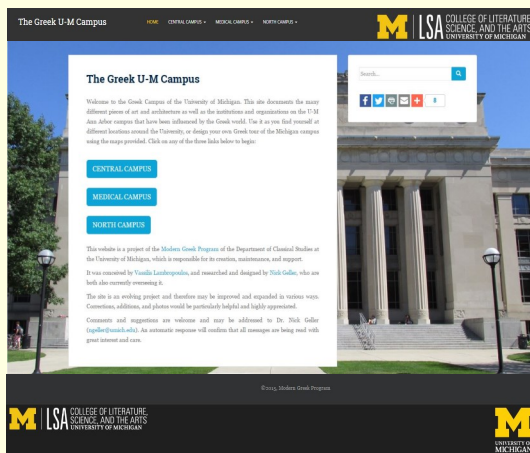 The Greek U-M Campus
HOME CENTRAL CAMPUS MEDICAL CAMPUS NORTH CAMPUS
M LSA COLLEGE OF LITERATURE,
SCIENCE, AND THE ARTS
UNIVERSITY OF MICHIGAN
The Greek U-M Campus
Welcome to the Greek Campus of the University of Michigan. This site documents the many
different pieces of art and architecture as well as the institutions and organizations on the U-M
Ann Arbor campus that have been influenced by the Greek world. Use it as you find yourself at
different locations around the University, or design your own Greek tour of the Michigan campus
using the maps provided. Click on any of the three links below to begin:
CENTRAL CAMPUS
MEDICAL CAMPUS
NORTH CAMPUS
This website is a project of the Modern Greek Program of the Department of Classical Studies at
the University of Michigan, which is responsible for its creation, maintenance, and support.
It was conceived by Vassilis Lambropoulos, and researched and designed by Nick Geller, who are
both also currently overseeing it.
The site is an evolving project and therefore may be improved and expanded in various ways.
Corrections, additions, and photos would be particularly helpful and highly appreciated.
Comments and suggestions are welcome and may be addressed to Dr. Nick Geller
(ngeller@umich.edu). An automatic response will confirm that all messages are being read with
great interest and care.
Search...
8
©2015, Modern Greek Program
M LSA COLLEGE OF LITERATURE,
SCIENCE, AND THE ARTS
UNIVERSITY OF MICHIGAN
M
UNIVERSITY OF
MICHIGAN